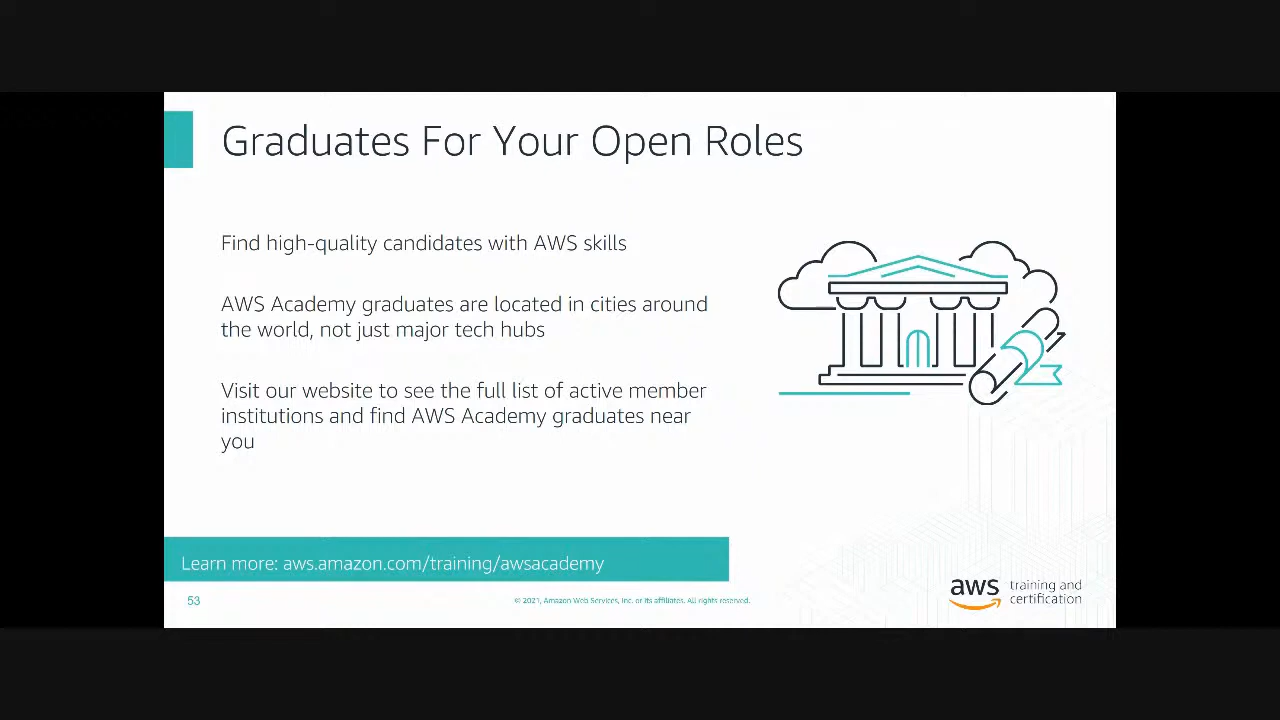 Graduates For Your Open Roles
Find high-quality candidates with AWS skills
AWS Academy graduates are located in cities around
the world, not just major tech hubs
Visit our website to see the full list of active member
institutions and find AWS Academy graduates near
you
Learn more: aws.amazon.com/training/awsacademy
53
© 2021, Amazon Web Services, Inc. or its affiliates. All rights reserved.
aws
training and
certification